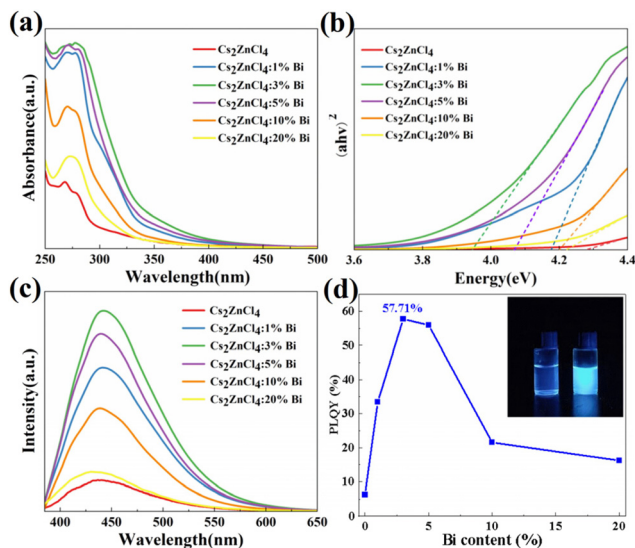 (a)
Cs2ZnCl4
Cs2ZnCl4:1% Bi
Cs2ZnCl4:3% Bi
Cs2ZnCl4:5% Bi
Cs2ZnCl4:10% Bi
Cs2ZnCl4:20% Bi
Absorbance(a.u.)
250 300 350 400 450 500
Wavelength(nm)
(b)
Cs2ZnCl4
Cs2ZnCl4:1% Bi
Cs2ZnCl4:3% Bi
Cs2ZnCl4:5% Bi
Cs2ZnCl4:10% Bi
Cs2ZnCl4:20% Bi
(ahv)2
3.6 3.8 4.0 4.2 4.4
Energy(eV)
(c)
Cs2ZnCl4
Cs2ZnCl4:1% Bi
Cs2ZnCl4:3% Bi
Cs2ZnCl4:5% Bi
Cs2ZnCl4:10% Bi
Cs2ZnCl4:20% Bi
Intensity(a.u.)
400 450 500 550 600 650
Wavelength(nm)
(d)
57.71%
PLQY (%)
60
50
40
30
20
10
0
0 5 10 15 20
Bi content (%)